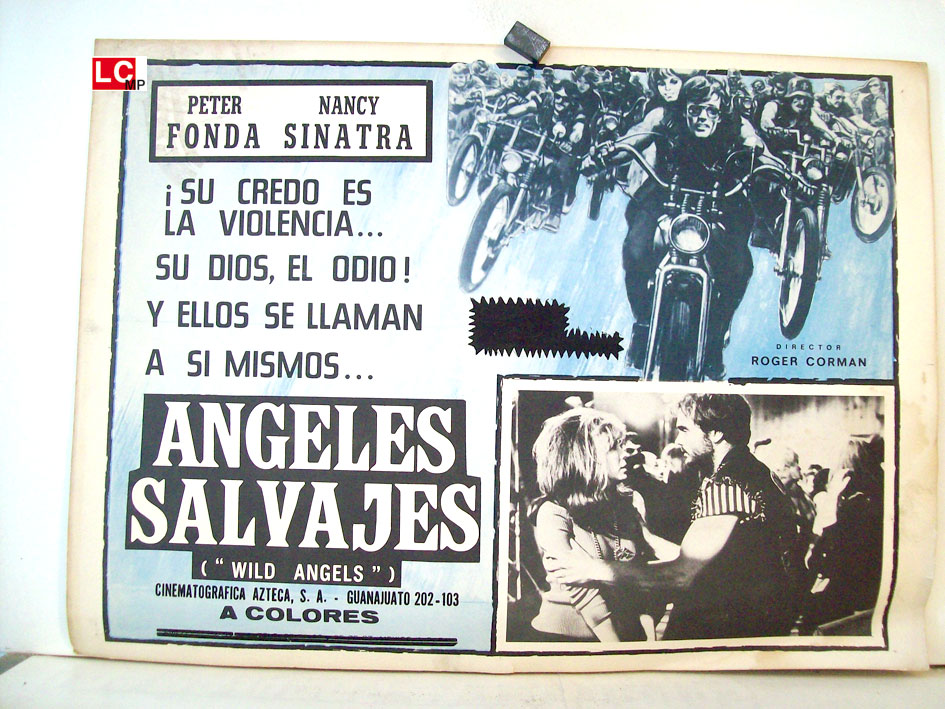 LC
MP
PETER NANCY
FONDA SINATRA
¡SU CREDO ES
LA VIOLENCIA...
SU DIOS, EL ODIO!
Y ELLOS SE LLAMAN
A SI MISMOS...
ANGELES
SALVAJES
("WILD ANGELS")
CINEMATOGRAFICA AZTECA, S. A. - GUANAJUATO 202-103
A COLORES
DIRECTOR
ROGER CORMAN